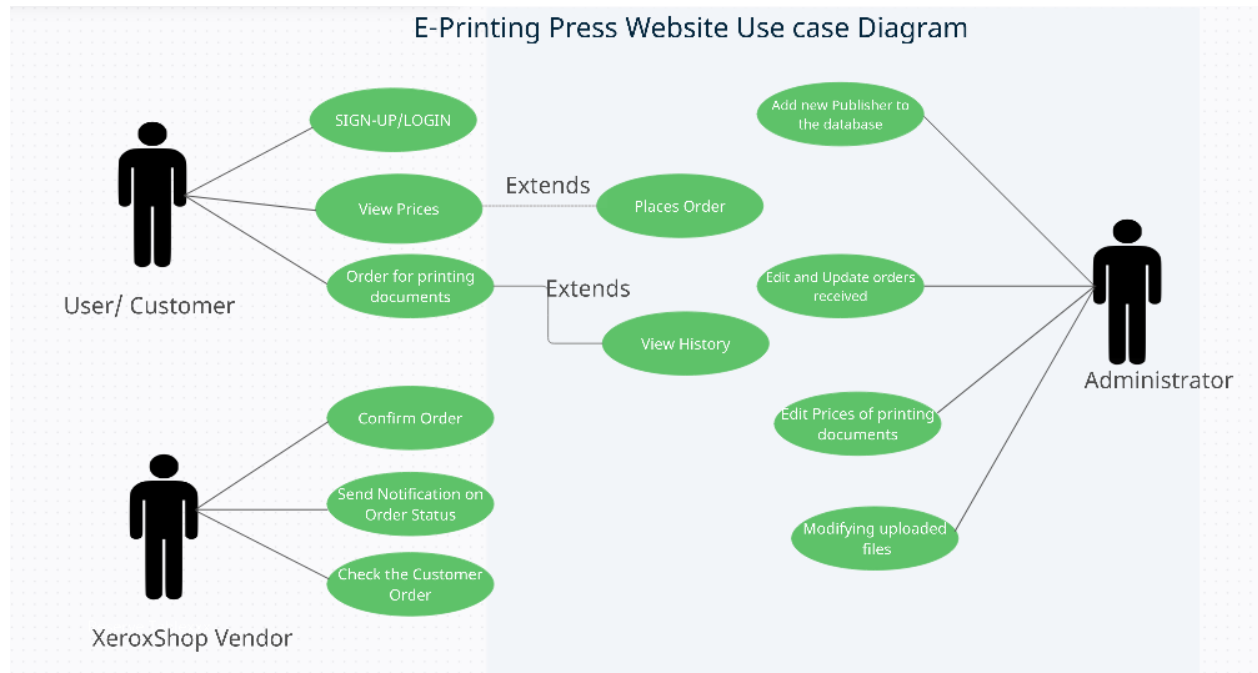 E-Printing Press Website Use case Diagram
SIGN-UP/LOGIN
View Prices
Extends
Places Order
Order for printing
documents
Extends
View History
User/ Customer
Confirm Order
Send Notification on
Order Status
Check the Customer
Order
XeroxShop Vendor
Add new Publisher to
the database
Edit and Update orders
received
Edit Prices of printing
documents
Modifying uploaded
files
Administrator